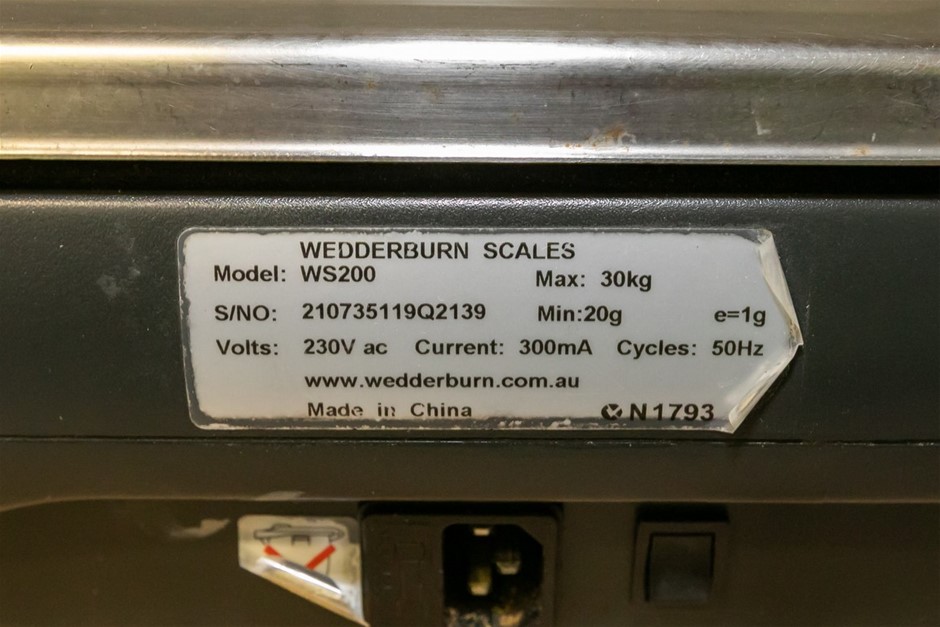 WEDDERBURN SCALES
Model: WS200 Max: 30kg
S/NO: 210735119Q2139 Min:20g e=1g
Volts: 230V ac Current: 300mA Cycles: 50Hz
www.wedderburn.com.au
Made in China N1793